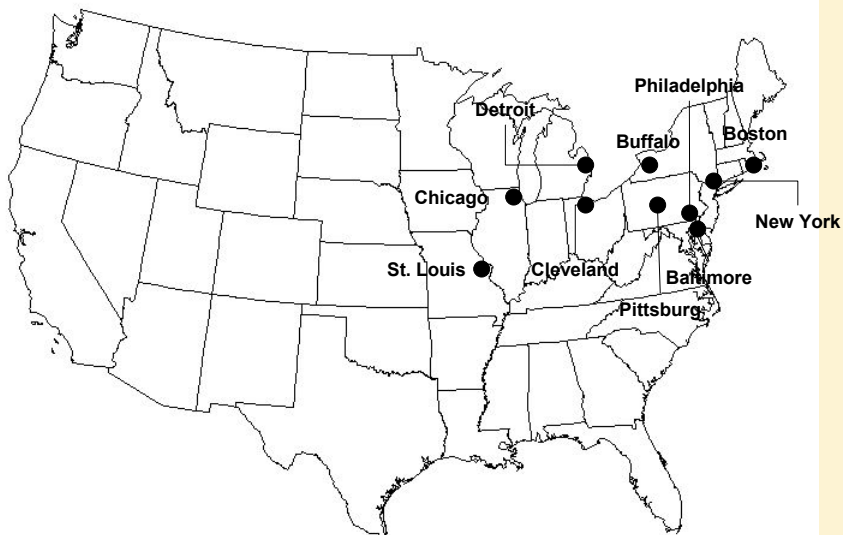 Philadelphia
Detroit
Buffalo
Boston
Chicago
New York
St. Louis
Cleveland
Baltimore
Pittsburg